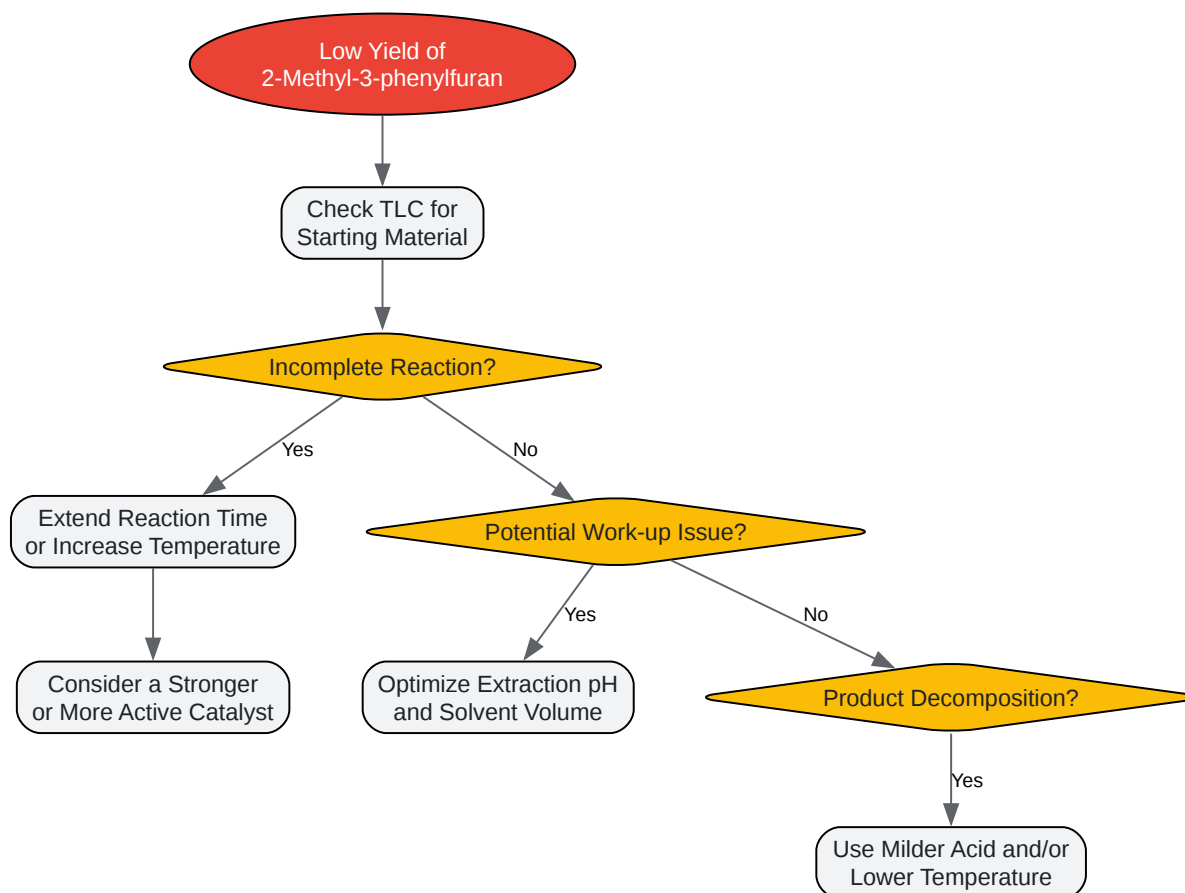 Low Yield of
2-Methyl-3-phenylfuran
Check TLC for
Starting Material
Incomplete Reaction?
Yes
No
Extend Reaction Time
or Increase Temperature
Potential Work-up Issue?
Yes
No
Consider a Stronger
or More Active Catalyst
Optimize Extraction pH
and Solvent Volume
Product Decomposition?
Yes
Use Milder Acid and/or
Lower Temperature